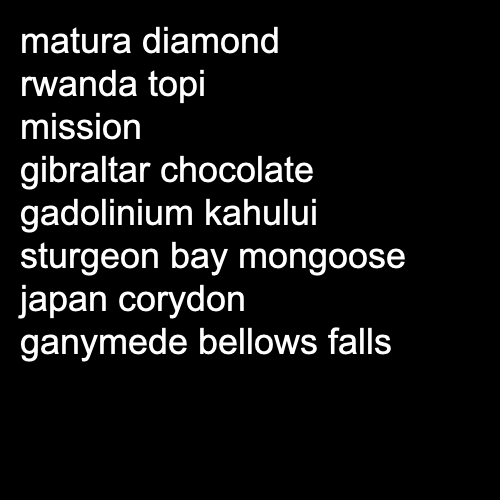 matura diamond
rwanda topi
mission
gibraltar chocolate
gadolinium kahului
sturgeon bay mongoose
japan corydon
ganymede bellows falls